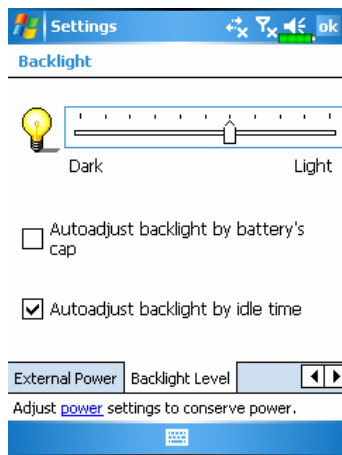 Settings ok
Backlight
Dark Light
Autoadjust backlight by battery's
cap
Autoadjust backlight by idle time
External Power Backlight Level
Adjust power settings to conserve power.